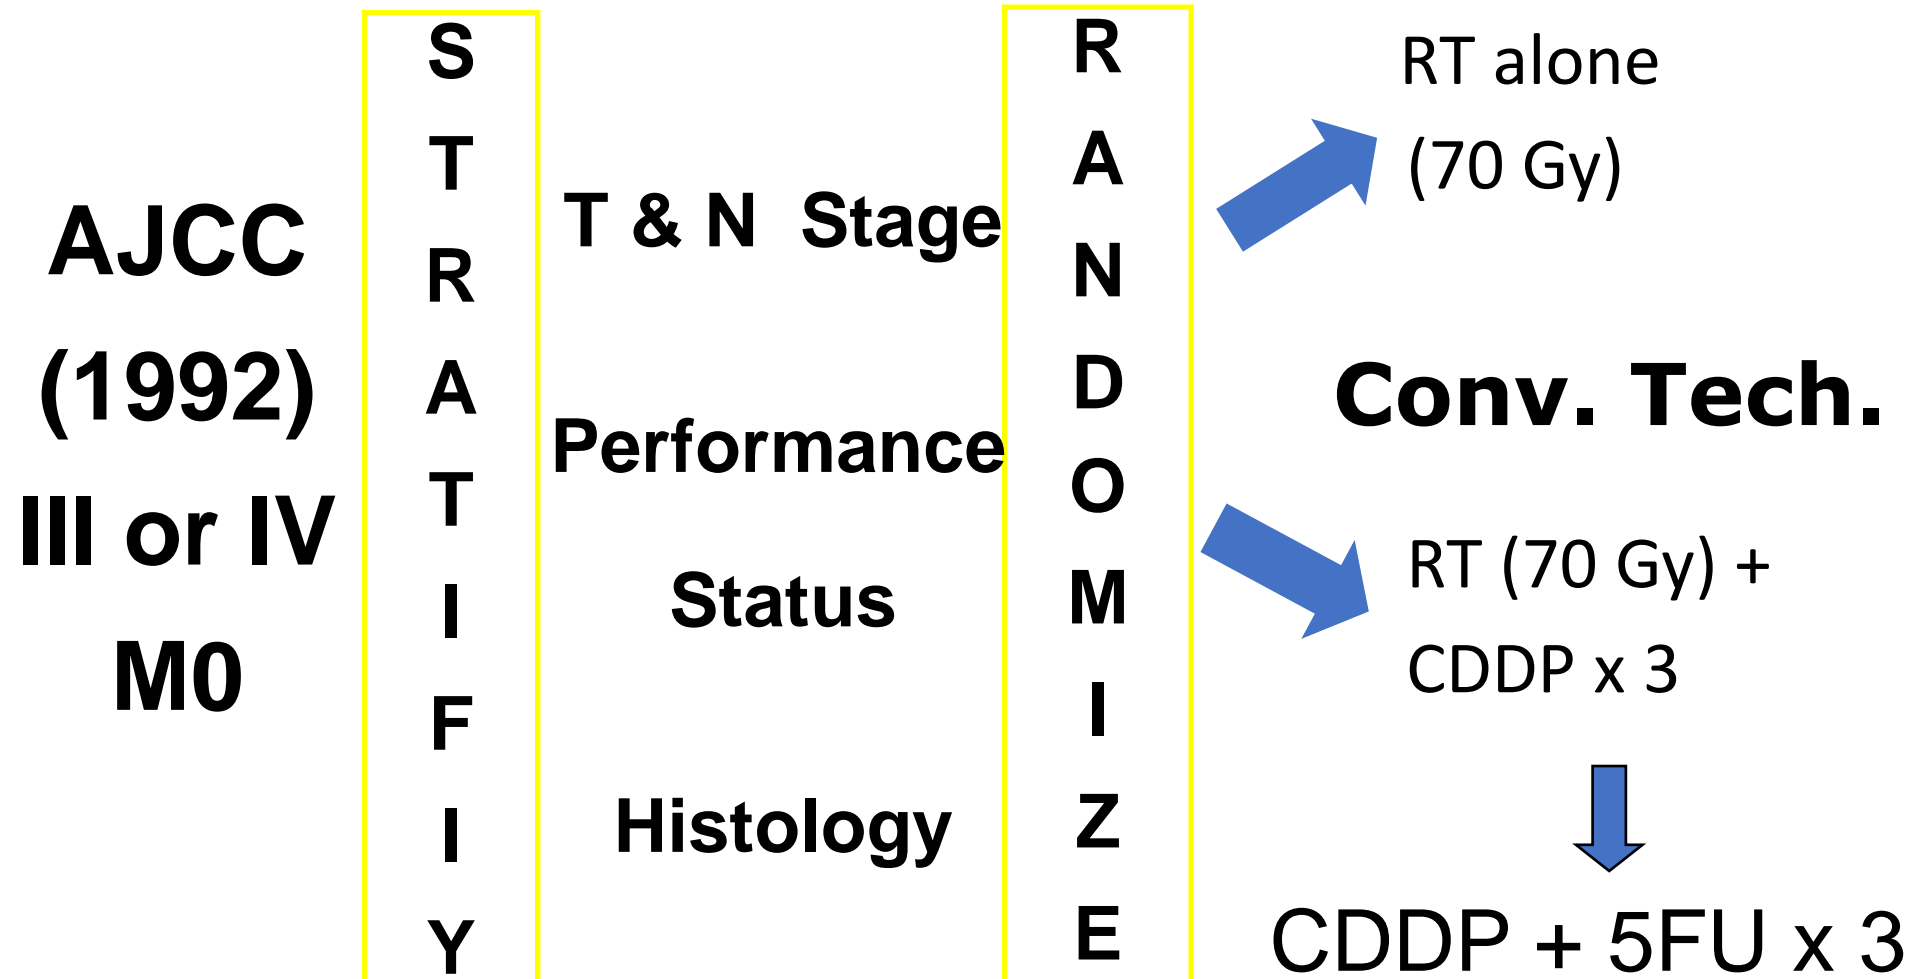 AJCC
(1992)
III or IV
M0
S
T
R
A
T
I
F
I
Y
T & N Stage
Performance
Status
Histology
R
A
N
D
O
M
I
Z
E
RT alone
(70 Gy)
Conv. Tech.
RT (70 Gy) +
CDDP x 3
CDDP + 5FU x 3